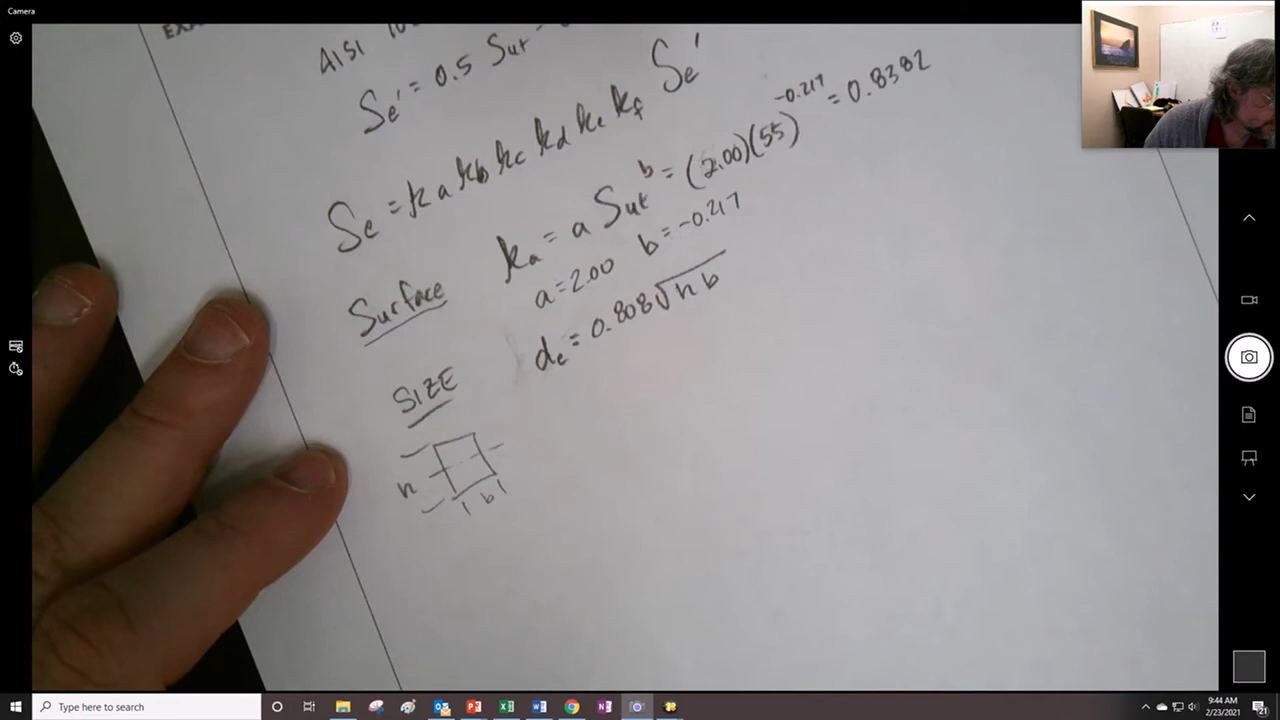 Camera
AISI
Se' = 0.5 Sut
Se = ka kb kc kd ke kf Se'
Surface
ka = a Sut^b = (2.00)(55)^-0.217 = 0.8382
a = 2.00 b = -0.217
SIZE
de = 0.808 √h b
h
b
Type here to search
9:44 AM
2/23/2021
21